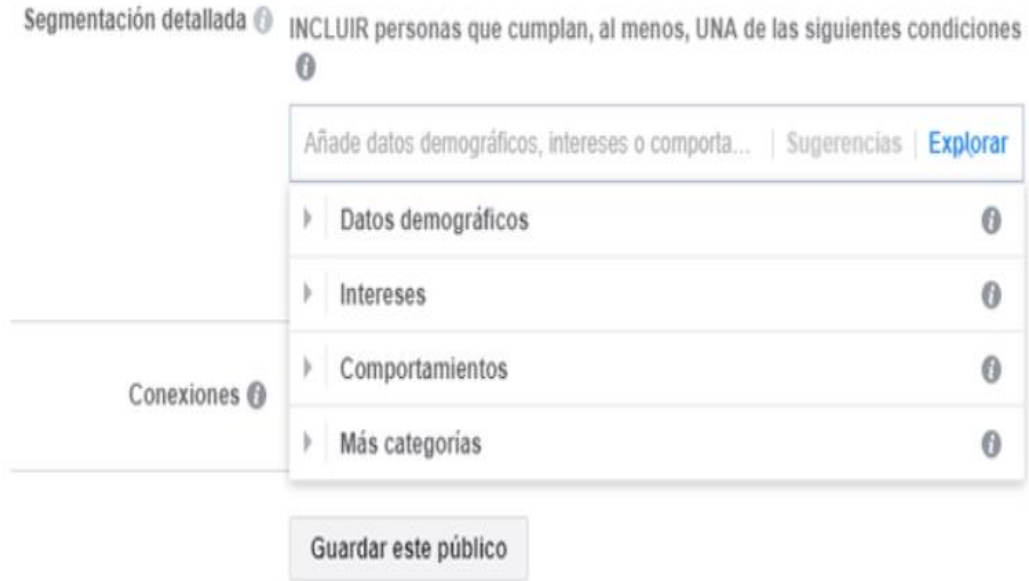 Segmentación detallada
INCLUIR personas que cumplan, al menos, UNA de las siguientes condiciones
Añade datos demográficos, intereses o comporta... | Sugerencias | Explorar
Datos demográficos
Intereses
Comportamientos
Conexiones
Más categorías
Guardar este público